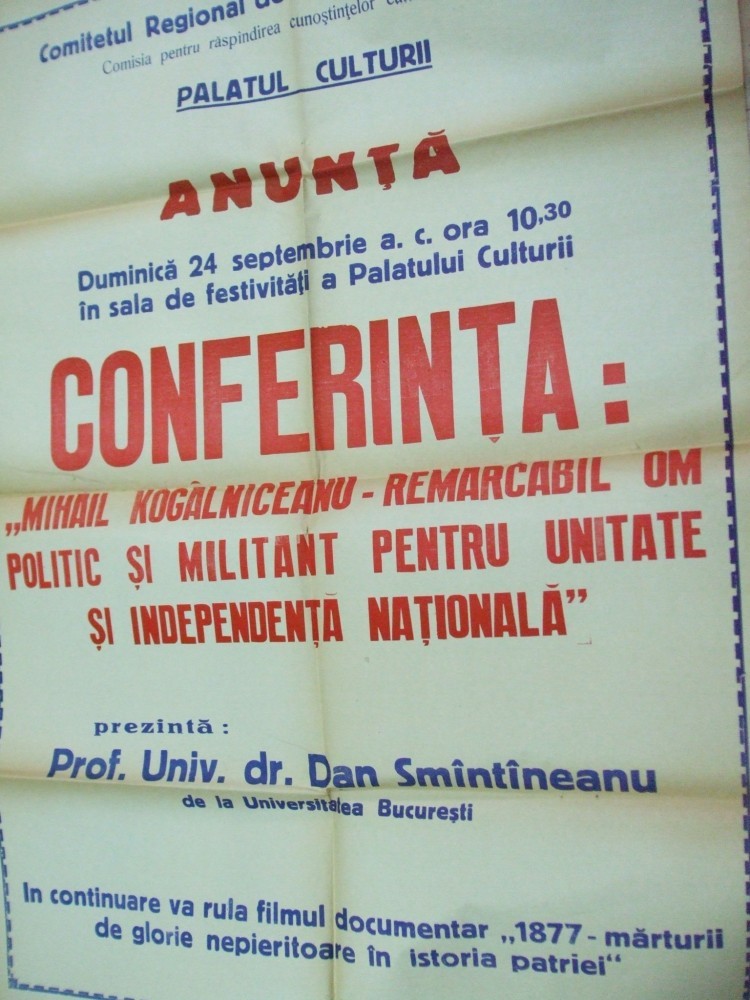 Comitetul Regional de
Comisia pentru răspindirea cunoştinţelor
PALATUL CULTURII
ANUNŢĂ
Duminică 24 septembrie a. c. ora 10,30
în sala de festivităţi a Palatului Culturii
CONFERINŢA:
„MIHAIL KOGĂLNICEANU - REMARCABIL OM
POLITIC ŞI MILITANT PENTRU UNITATE
ŞI INDEPENDENŢĂ NAŢIONALĂ”
prezintă:
Prof. Univ. dr. Dan Smîntîneanu
de la Universitatea Bucureşti
In continuare va rula filmul documentar „1877 - mărturii
de glorie nepieritoare în istoria patriei“